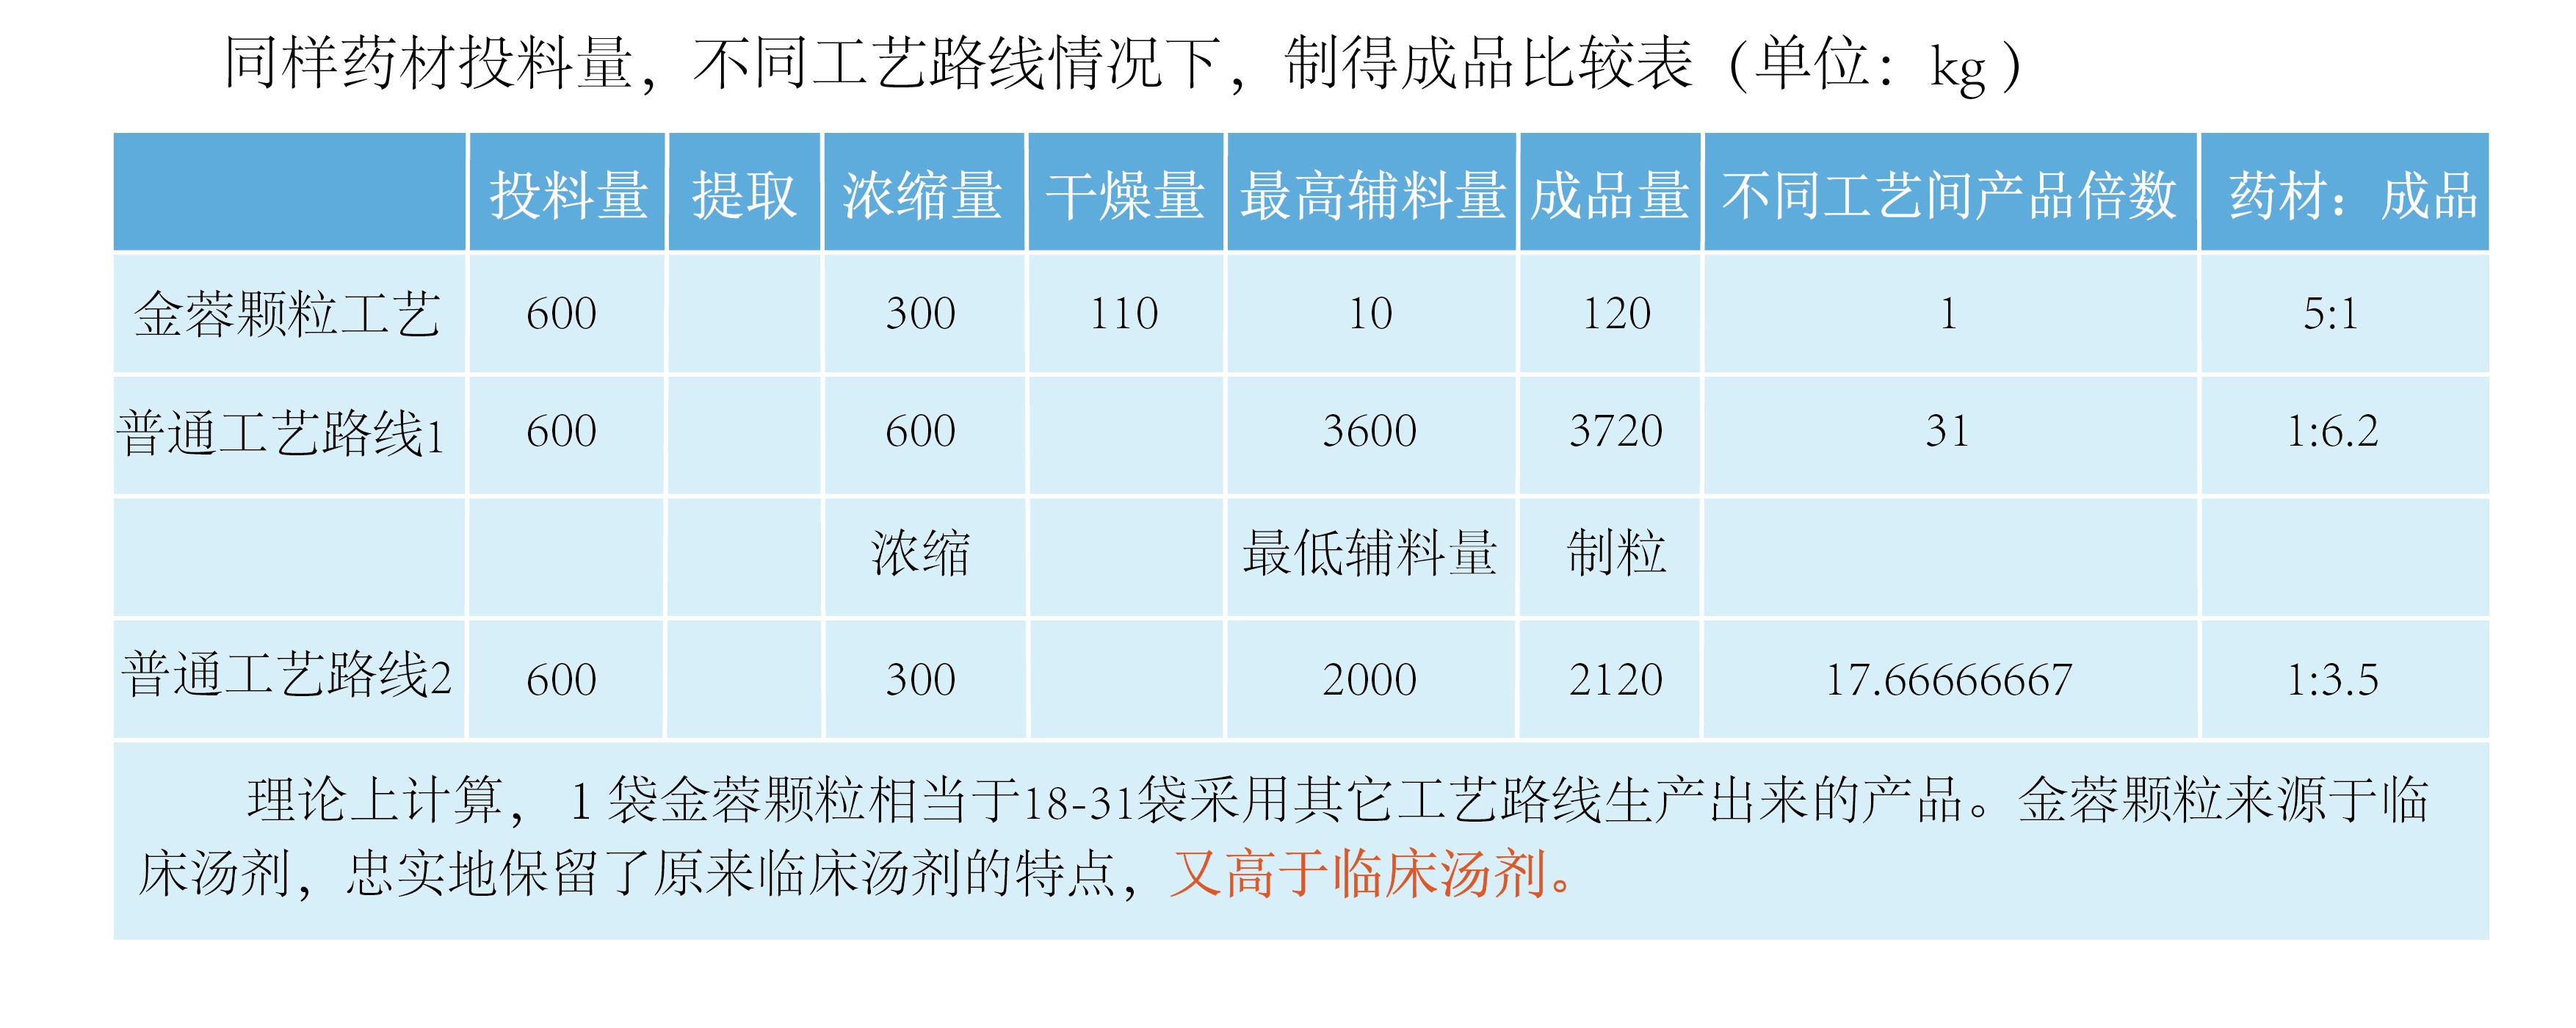 同样药材投料量，不同工艺路线情况下，制得成品比较表（单位：kg）
投料量 提取 浓缩量 干燥量 最高辅料量 成品量 不同工艺间产品倍数 药材：成品
金蓉颗粒工艺 600 300 110 10 120 1 5:1
普通工艺路线1 600 600 3600 3720 31 1:6.2
浓缩 最低辅料量 制粒
普通工艺路线2 600 300 2000 2120 17.66666667 1:3.5
理论上计算，1袋金蓉颗粒相当于18-31袋采用其它工艺路线生产出来的产品。金蓉颗粒来源于临
床汤剂，忠实地保留了原来临床汤剂的特点，又高于临床汤剂。